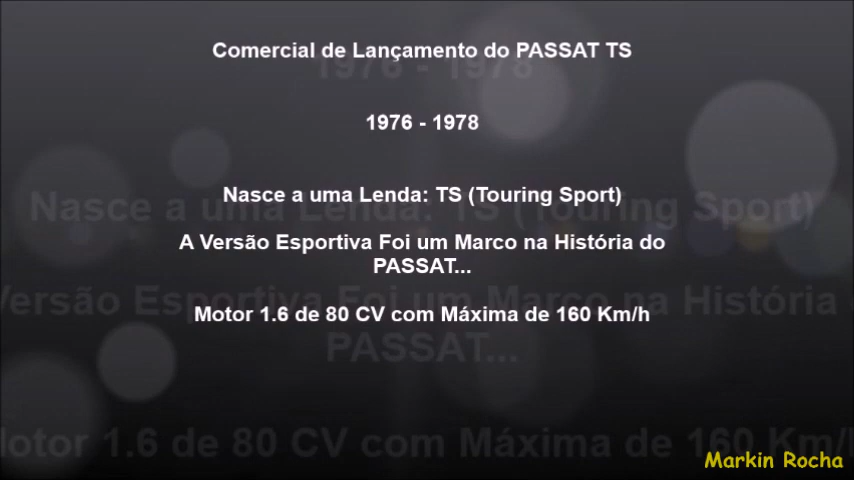 Comercial de Lançamento do PASSAT TS
1976 - 1978
Nasce a uma Lenda: TS (Touring Sport)
A Versão Esportiva Foi um Marco na História do
PASSAT...
Motor 1.6 de 80 CV com Máxima de 160 Km/h
Markin Rocha